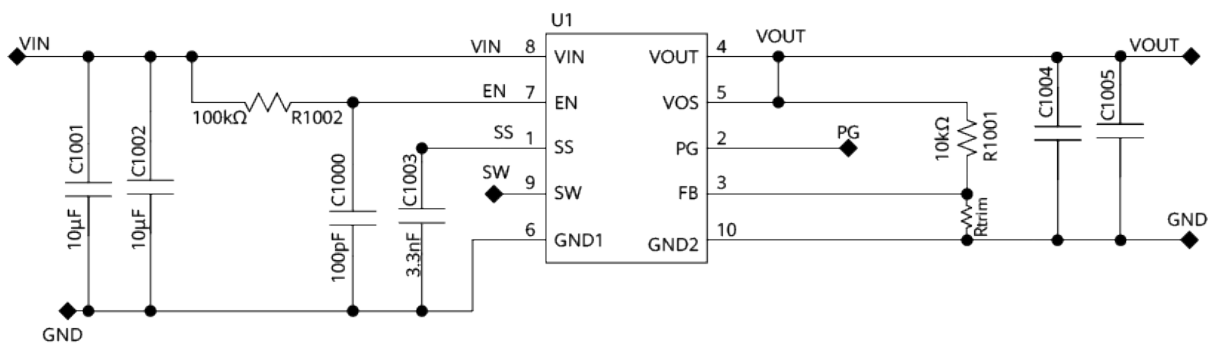 U1
VIN
VIN
8
VIN
VOUT
4
VOUT
VOUT
EN
7
EN
VOS
5
100kΩ
R1002
SS
1
SS
PG
2
PG
SW
9
SW
FB
3
6
GND1
GND2
10
GND
C1001
10µF
C1002
10µF
C1000
100pF
C1003
3.3nF
10kΩ
R1001
Rtrim
C1004
C1005
GND